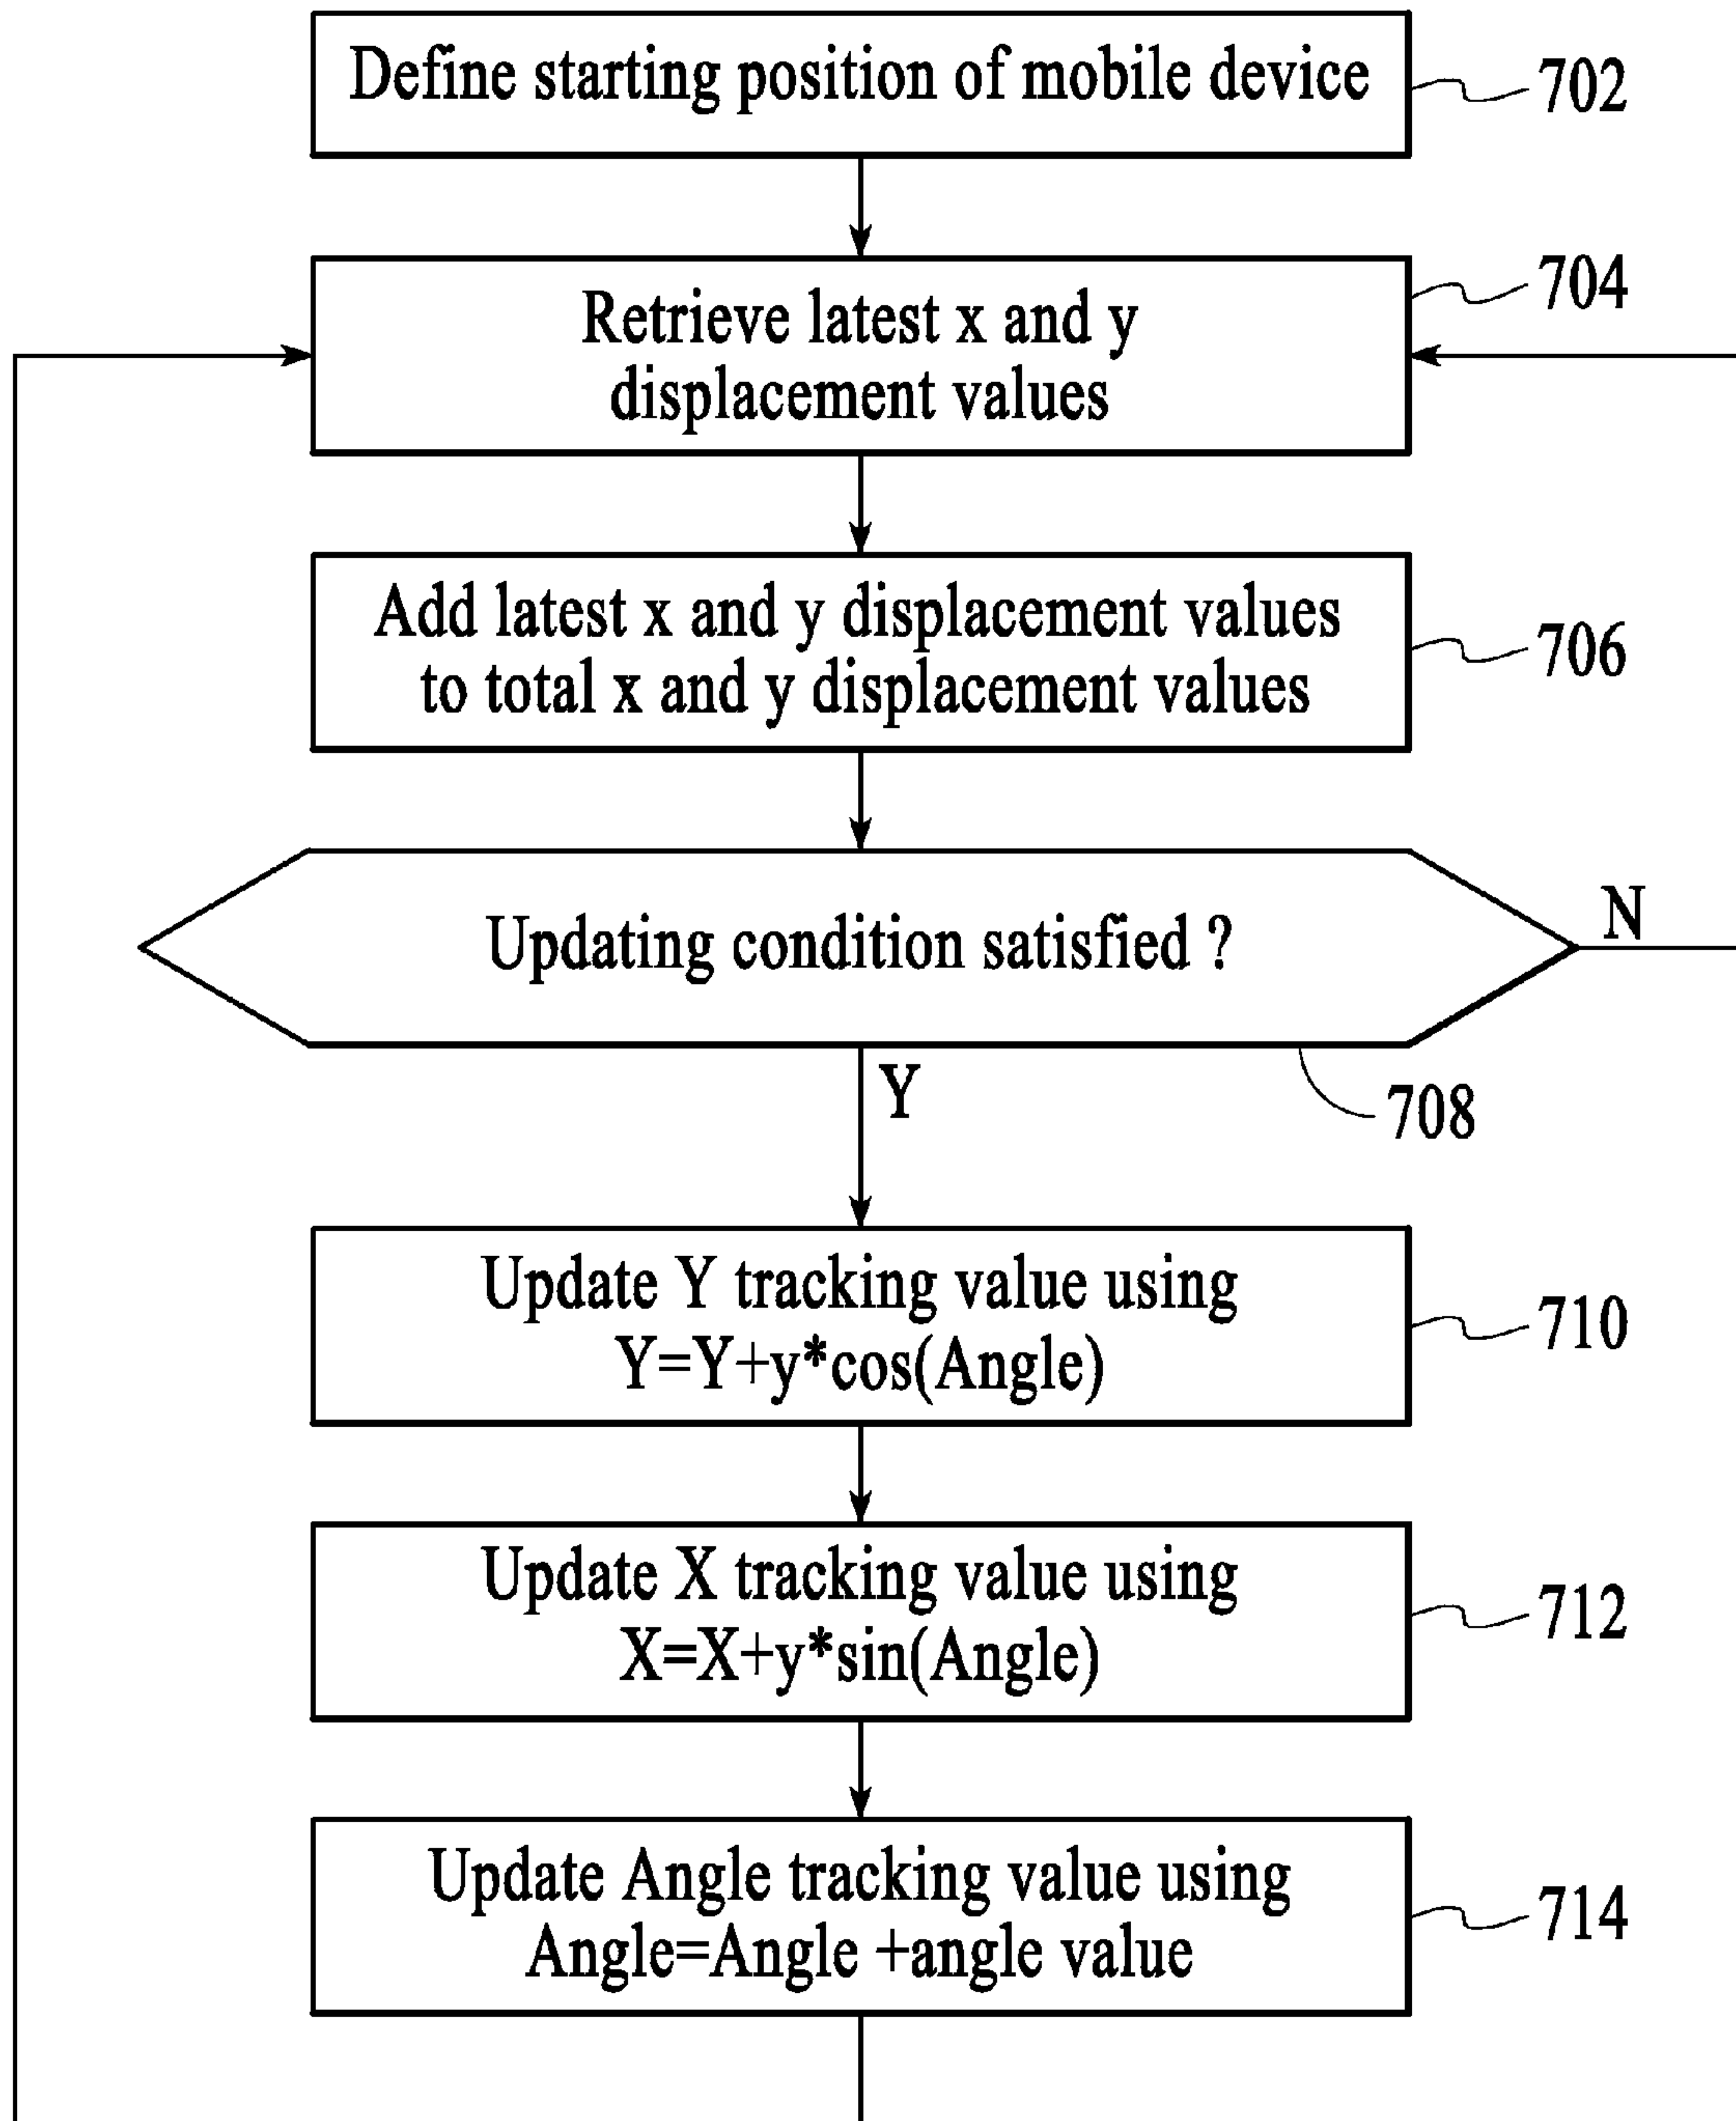 Define starting position of mobile device
702
Retrieve latest x and y
displacement values
704
Add latest x and y displacement values
to total x and y displacement values
706
Updating condition satisfied ?
N
Y
708
Update Y tracking value using
Y=Y+y*cos(Angle)
710
Update X tracking value using
X=X+y*sin(Angle)
712
Update Angle tracking value using
Angle=Angle +angle value
714